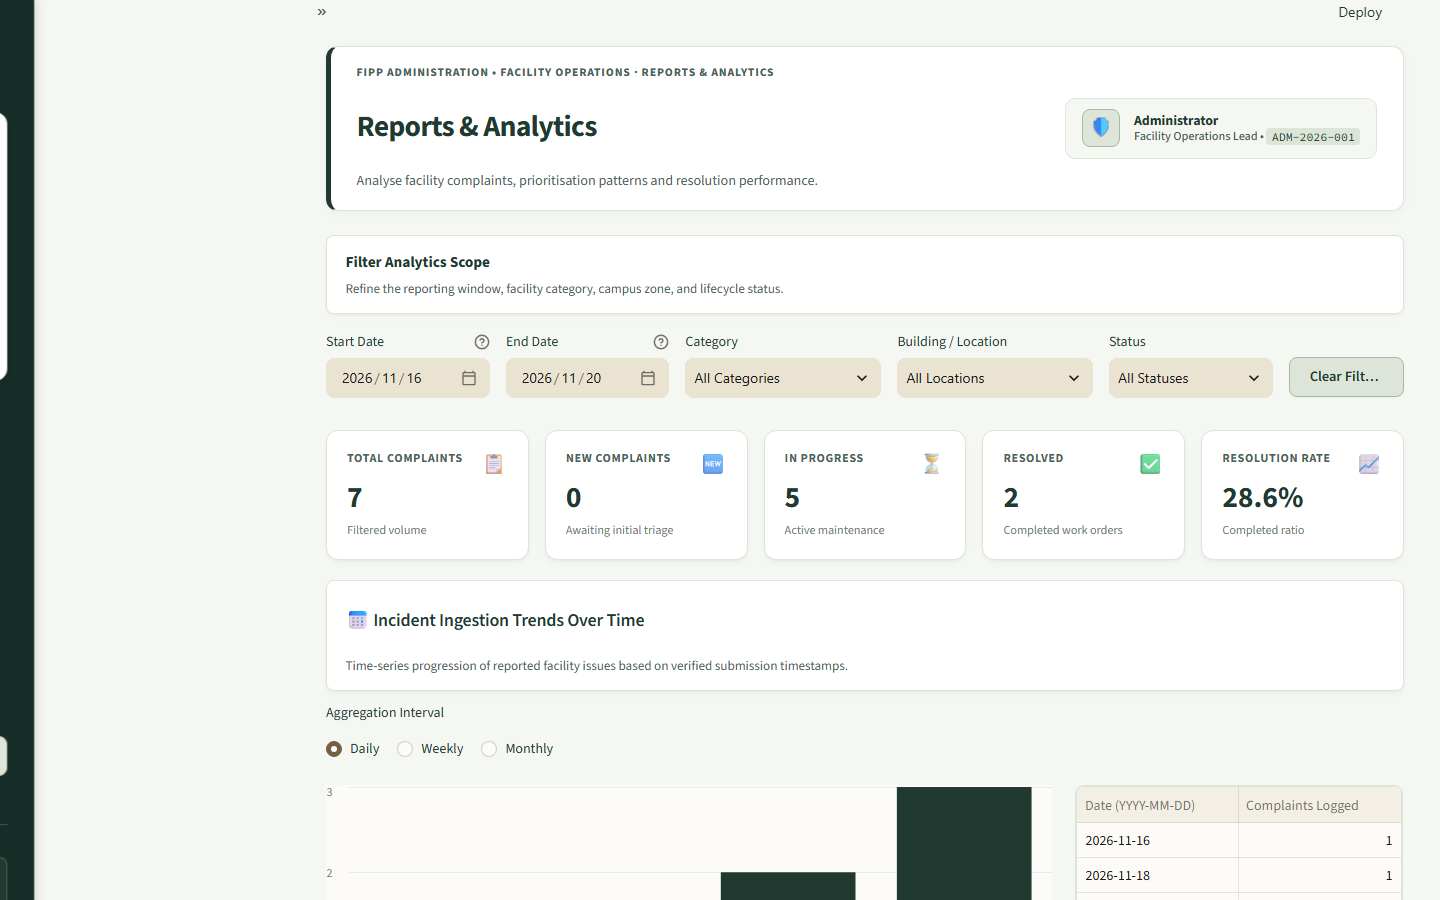 »
Deploy
FIPP ADMINISTRATION • FACILITY OPERATIONS · REPORTS & ANALYTICS
Reports & Analytics
Administrator
Facility Operations Lead • ADM-2026-001
Analyse facility complaints, prioritisation patterns and resolution performance.
Filter Analytics Scope
Refine the reporting window, facility category, campus zone, and lifecycle status.
Start Date
End Date
Category
Building / Location
Status
2026/11/16
2026/11/20
All Categories
All Locations
All Statuses
Clear Filt...
TOTAL COMPLAINTS
7
Filtered volume
NEW COMPLAINTS
NEW
0
Awaiting initial triage
IN PROGRESS
5
Active maintenance
RESOLVED
2
Completed work orders
RESOLUTION RATE
28.6%
Completed ratio
Incident Ingestion Trends Over Time
Time-series progression of reported facility issues based on verified submission timestamps.
Aggregation Interval
Daily
Weekly
Monthly
3
2
Date (YYYY-MM-DD) Complaints Logged
2026-11-16 1
2026-11-18 1